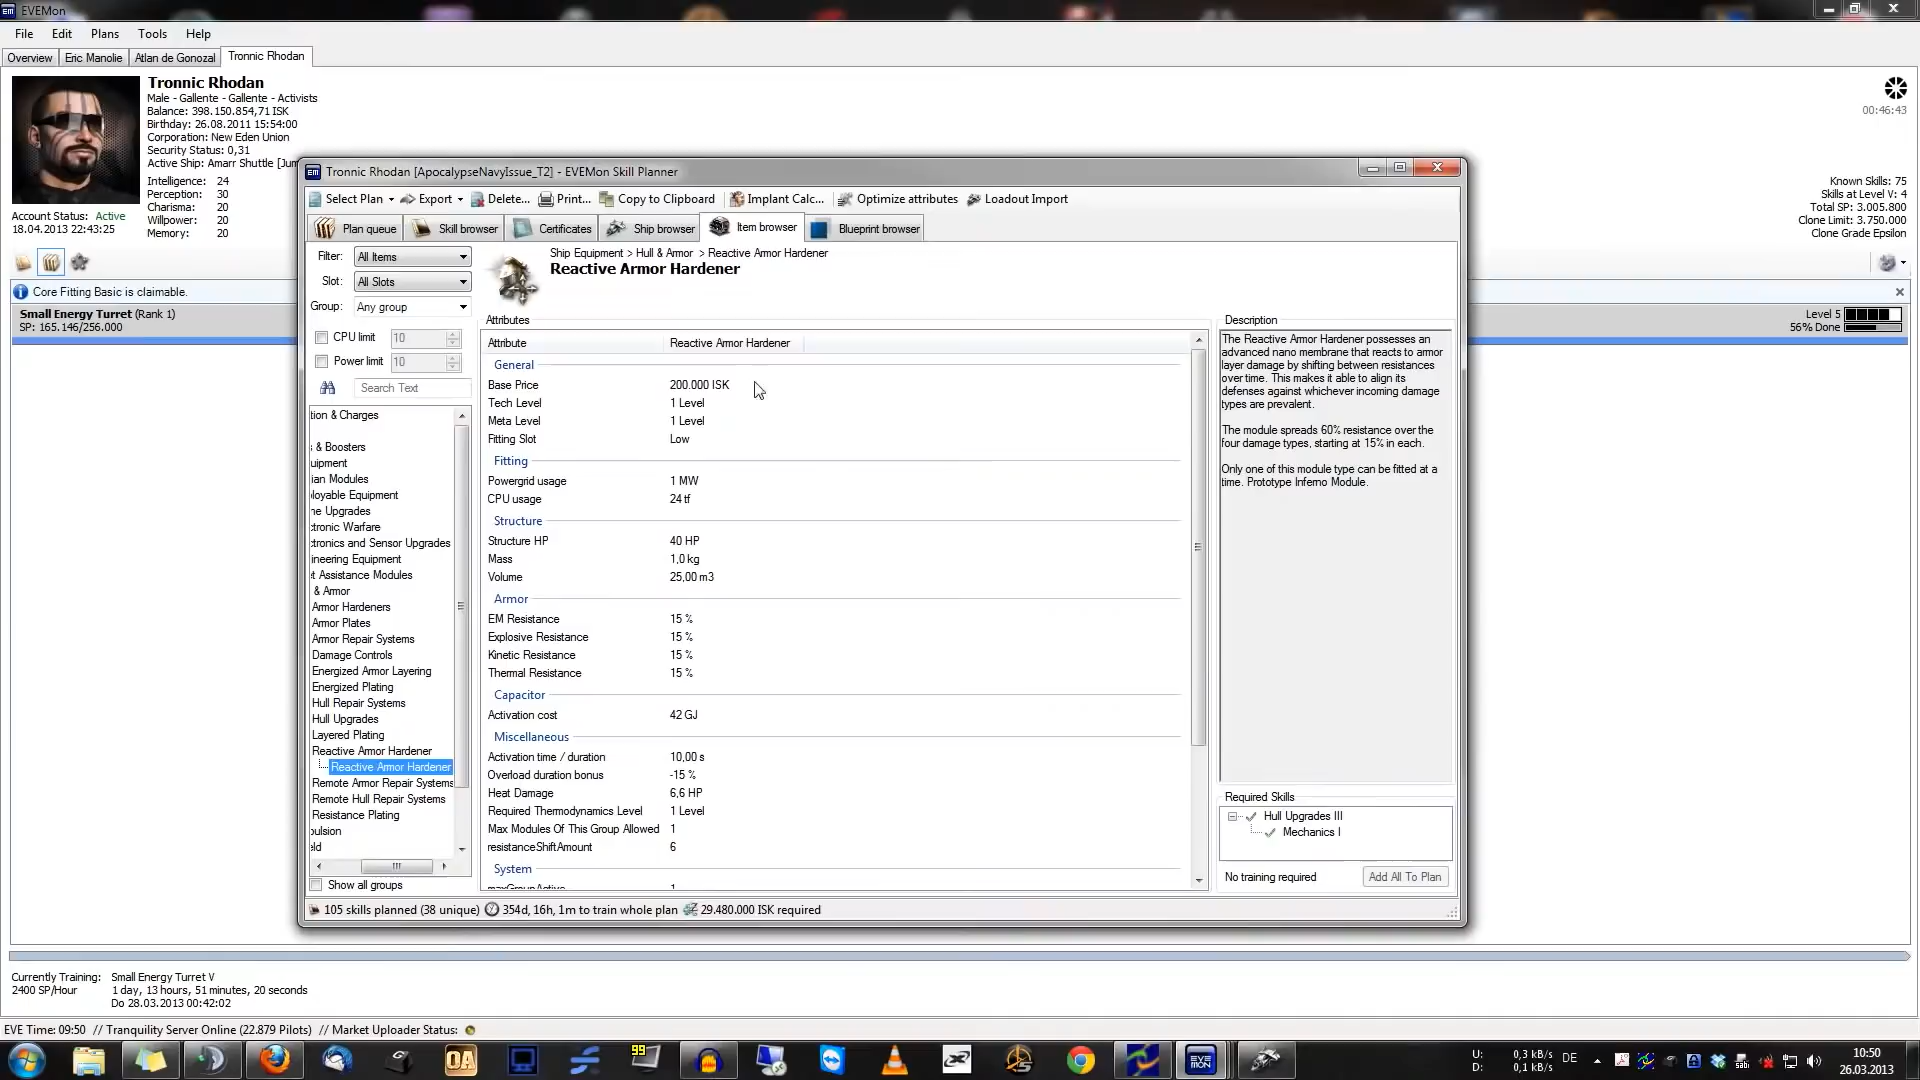 EVEMon
File Edit Plans Tools Help
Overview Eric Manolie Atlan de Gonozal Tronnic Rhodan
Tronnic Rhodan
Male - Gallente - Gallente - Activists
Balance: 398.150.854,71 ISK
Birthday: 26.08.2011 15:54:00
Corporation: New Eden Union
Security Status: 0,31
Active Ship: Amarr Shuttle [Jum
Intelligence: 24
Perception: 30
Charisma: 20
Willpower: 20
Memory: 20
Account Status: Active
18.04.2013 22:43:25
00:46:43
Known Skills: 75
Skills at Level V: 4
Total SP: 3.005.800
Clone Limit: 3.750.000
Clone Grade Epsilon
Core Fitting Basic is claimable.
Small Energy Turret (Rank 1)
SP: 165.146/256.000
Level 5
56% Done
Tronnic Rhodan [ApocalypseNavyIssue_T2] - EVEMon Skill Planner
Select Plan Export Delete... Print... Copy to Clipboard Implant Calc... Optimize attributes Loadout Import
Plan queue Skill browser Certificates Ship browser Item browser Blueprint browser
Filter: All Items
Slot: All Slots
Group: Any group
CPU limit 10
Power limit 10
Search Text
tion & Charges
s & Boosters
uipment
ian Modules
loyable Equipment
ne Upgrades
ctronic Warfare
ctronics and Sensor Upgrades
ineering Equipment
et Assistance Modules
& Armor
Armor Hardeners
Armor Plates
Armor Repair Systems
Damage Controls
Energized Armor Layering
Energized Plating
Hull Repair Systems
Hull Upgrades
Layered Plating
Reactive Armor Hardener
Reactive Armor Hardener
Remote Armor Repair Systems
Remote Hull Repair Systems
Resistance Plating
pulsion
eld
Show all groups
Ship Equipment > Hull & Armor > Reactive Armor Hardener
Reactive Armor Hardener
Attributes
Attribute Reactive Armor Hardener
General
Base Price 200.000 ISK
Tech Level 1 Level
Meta Level 1 Level
Fitting Slot Low
Fitting
Powergrid usage 1 MW
CPU usage 24 tf
Structure
Structure HP 40 HP
Mass 1,0 kg
Volume 25,00 m3
Armor
EM Resistance 15 %
Explosive Resistance 15 %
Kinetic Resistance 15 %
Thermal Resistance 15 %
Capacitor
Activation cost 42 GJ
Miscellaneous
Activation time / duration 10,00 s
Overload duration bonus -15 %
Heat Damage 6,6 HP
Required Thermodynamics Level 1 Level
Max Modules Of This Group Allowed 1
resistanceShiftAmount 6
System
maxGroupActive 1
Description
The Reactive Armor Hardener possesses an
advanced nano membrane that reacts to armor
layer damage by shifting between resistances
over time. This makes it able to align its
defenses against whichever incoming damage
types are prevalent.
The module spreads 60% resistance over the
four damage types, starting at 15% in each.
Only one of this module type can be fitted at a
time. Prototype Inferno Module.
Required Skills
Hull Upgrades III
Mechanics I
No training required Add All To Plan
105 skills planned (38 unique) 354d, 16h, 1m to train whole plan 29.480.000 ISK required
Currently Training: Small Energy Turret V
2400 SP/Hour 1 day, 13 hours, 51 minutes, 20 seconds
Do 28.03.2013 00:42:02
EVE Time: 09:50 // Tranquility Server Online (22.879 Pilots) // Market Uploader Status:
OA
99
EVE
MON
U: 0,3 kB/s
D: 0,1 kB/s
DE
10:50
26.03.2013